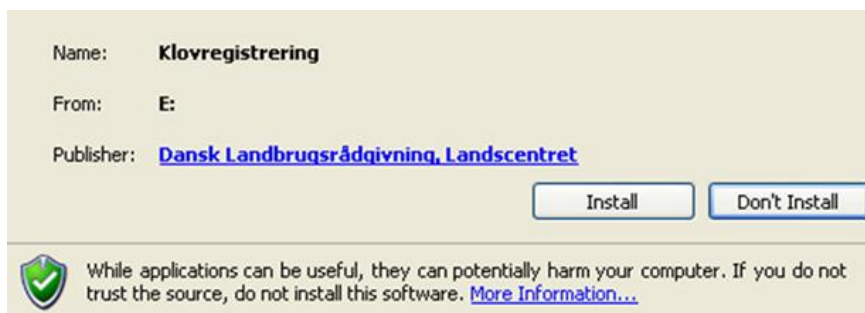 Name: Klovregistrering
From: E:
Publisher: Dansk Landbrugsrådgivning, Landscentret
Install Don't Install
While applications can be useful, they can potentially harm your computer. If you do not
trust the source, do not install this software. More Information...